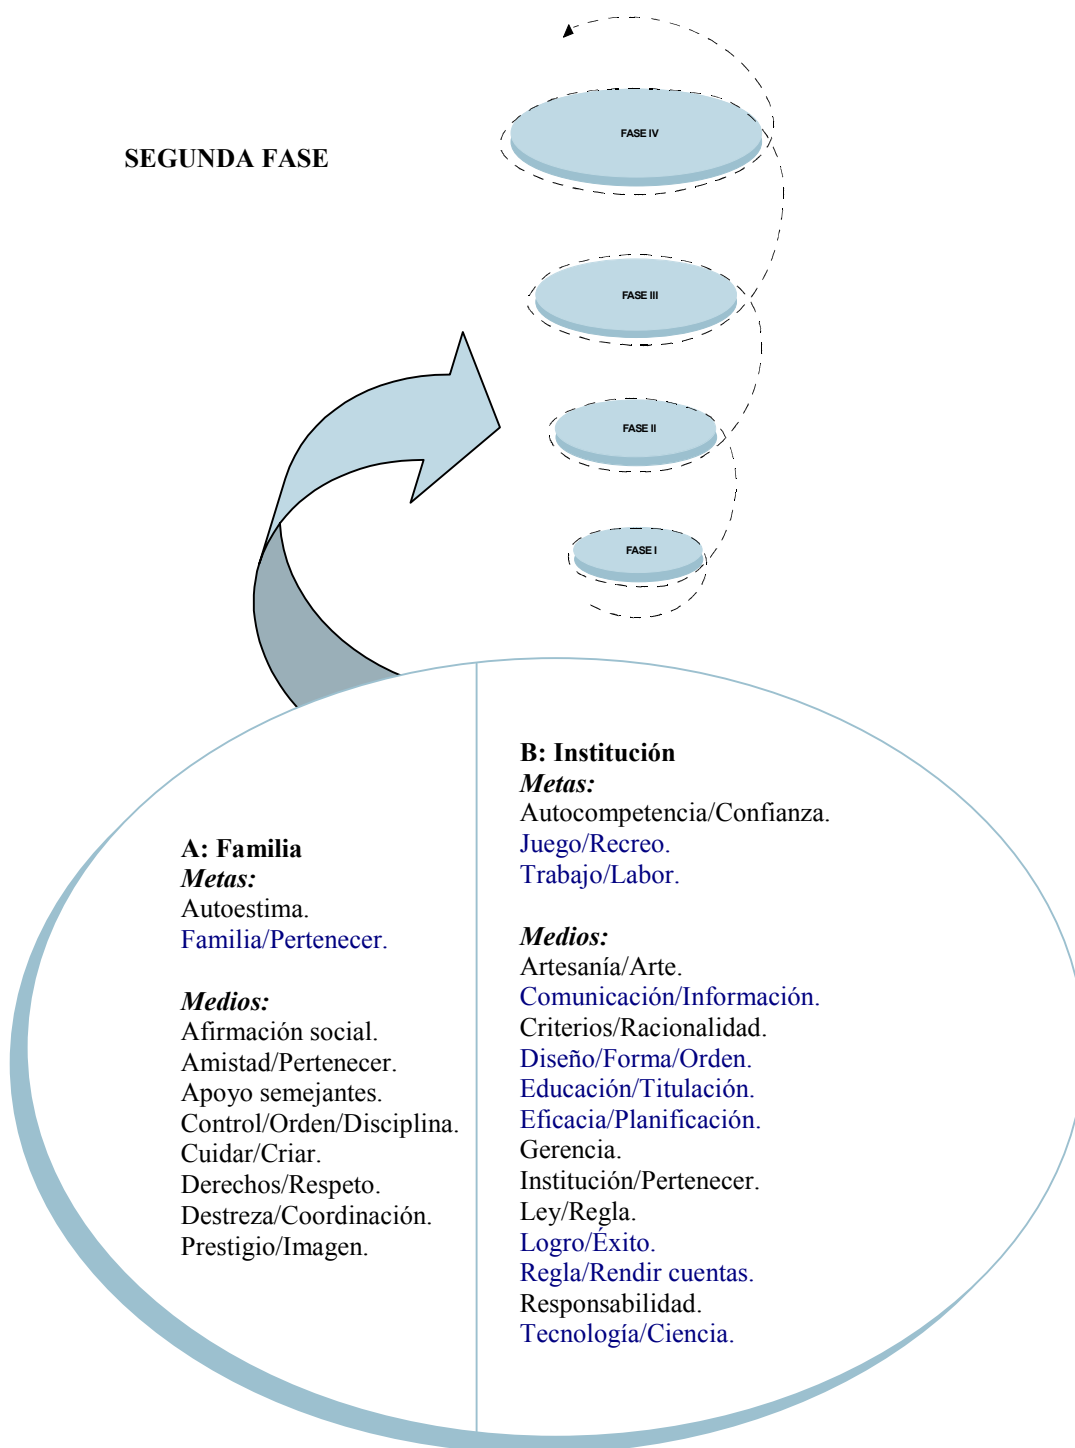 FASE IV
SEGUNDA FASE
FASE III
FASE II
FASE I
A: Familia
Metas:
Autoestima.
Familia/Pertenecer.
Medios:
Afirmación social.
Amistad/Pertenecer.
Apoyo semejantes.
Control/Orden/Disciplina.
Cuidar/Criar.
Derechos/Respeto.
Destreza/Coordinación.
Prestigio/Imagen.
B: Institución
Metas:
Autocompetencia/Confianza.
Juego/Recreo.
Trabajo/Labor.
Medios:
Artesanía/Arte.
Comunicación/Información.
Criterios/Racionalidad.
Diseño/Forma/Orden.
Educación/Titulación.
Eficacia/Planificación.
Gerencia.
Institución/Pertenecer.
Ley/Regla.
Logro/Éxito.
Regla/Rendir cuentas.
Responsabilidad.
Tecnología/Ciencia.